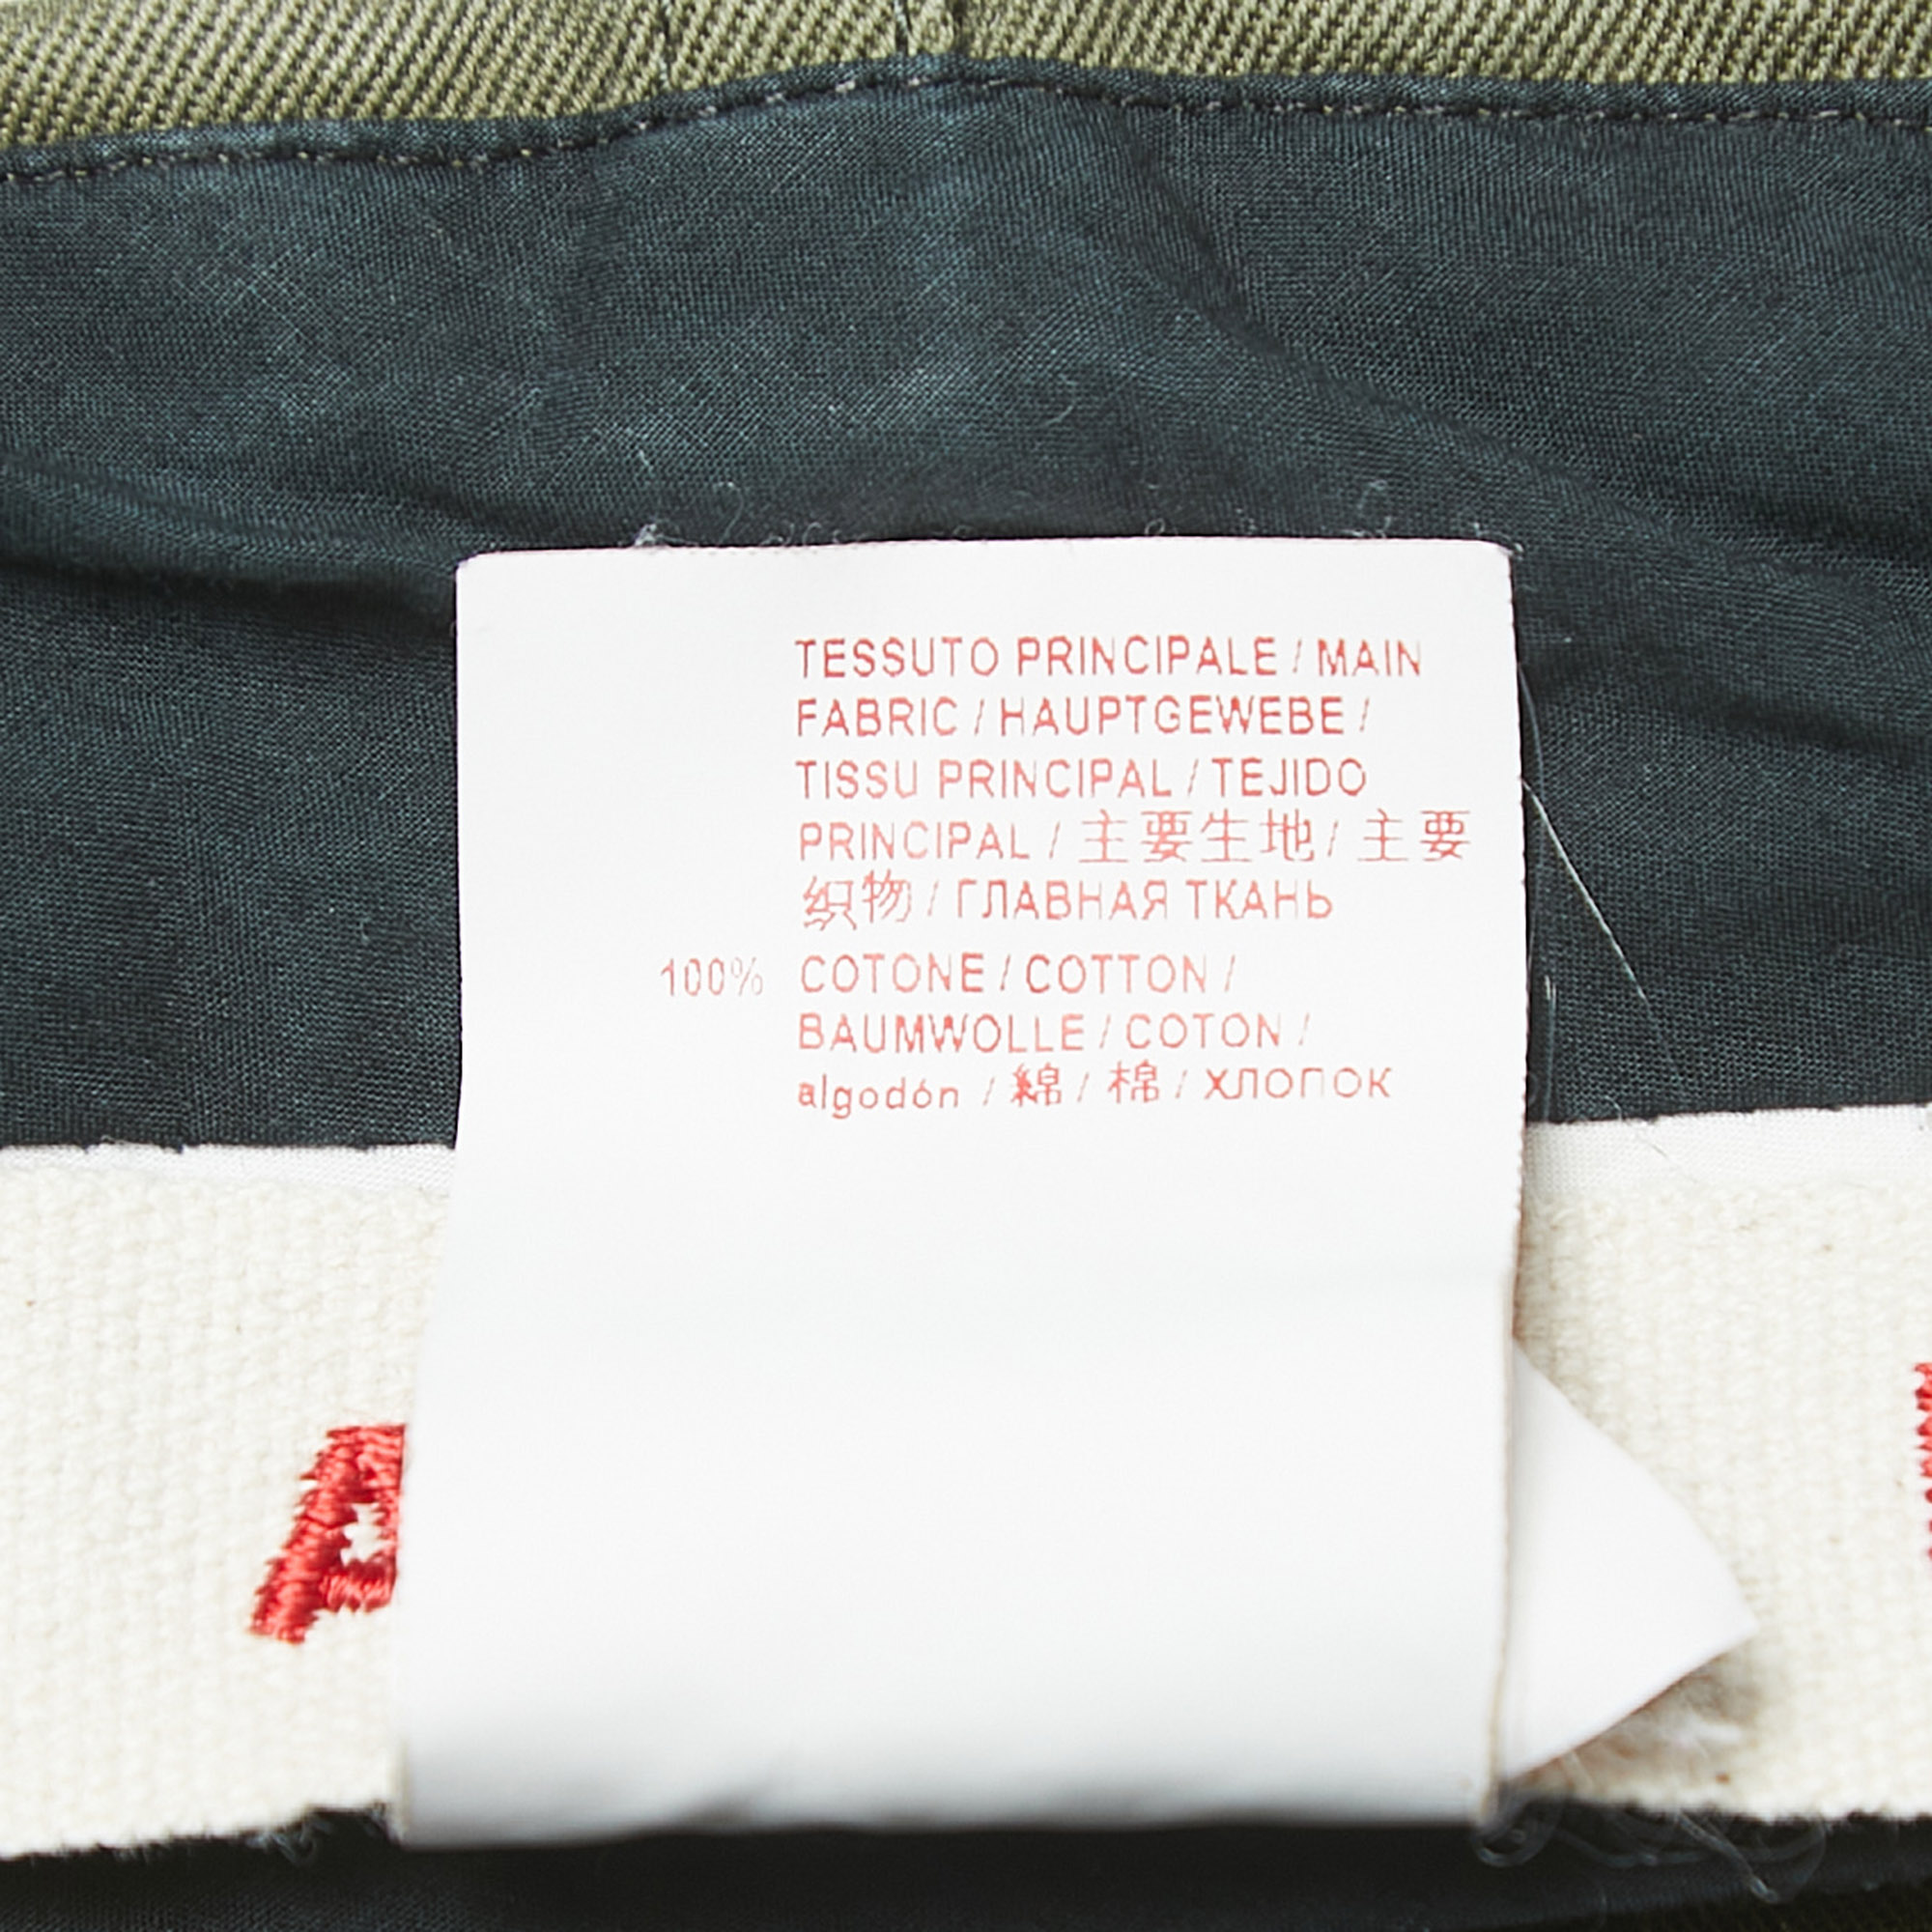 TESSUTO PRINCIPALE / MAIN
FABRIC / HAUPTGEWEBE /
TISSU PRINCIPAL / TEJIDO
PRINCIPAL / 主要生地 / 主要
织物 / ГЛАВНАЯ ТКАНЬ
100% COTONE / COTTON /
BAUMWOLLE / COTON /
algodón / 綿 / 棉 / ХЛОПОК
A